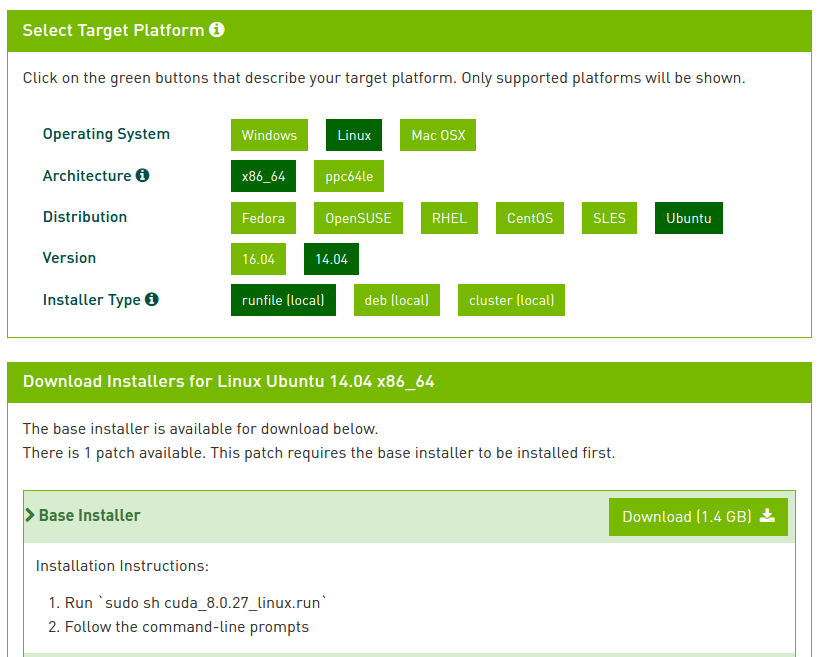 Select Target Platform
Click on the green buttons that describe your target platform. Only supported platforms will be shown.
Operating System Windows Linux Mac OSX
Architecture x86_64 ppc64le
Distribution Fedora OpenSUSE RHEL CentOS SLES Ubuntu
Version 16.04 14.04
Installer Type runfile (local) deb (local) cluster (local)
Download Installers for Linux Ubuntu 14.04 x86_64
The base installer is available for download below.
There is 1 patch available. This patch requires the base installer to be installed first.
Base Installer Download (1.4 GB)
Installation Instructions:
1. Run `sudo sh cuda_8.0.27_linux.run`
2. Follow the command-line prompts